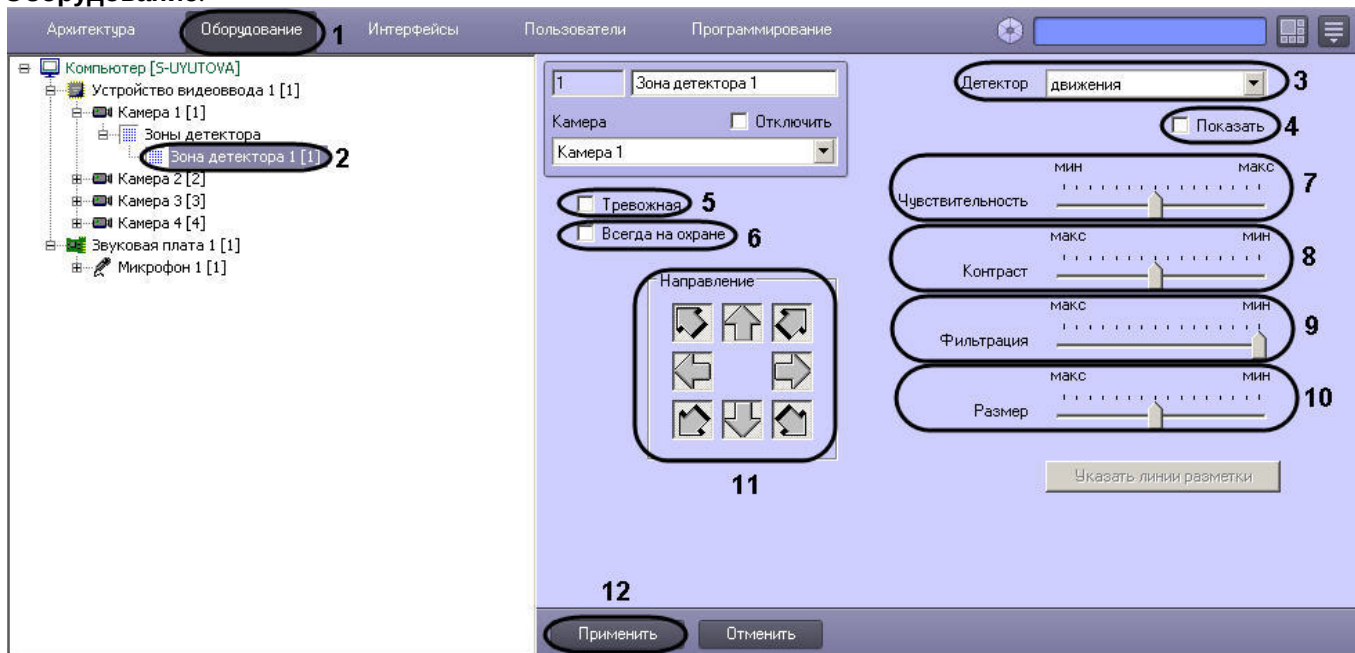 Оборудование.
Архитектура Оборудование 1 Интерфейсы Пользователи Программирование
Компьютер [S-UYUTOVA]
Устройство видеоввода 1 [1]
Камера 1 [1]
Зоны детектора
Зона детектора 1 [1] 2
Камера 2 [2]
Камера 3 [3]
Камера 4 [4]
Звуковая плата 1 [1]
Микрофон 1 [1]
1 Зона детектора 1
Камера Отключить
Камера 1
Тревожная 5
Всегда на охране 6
Направление
11
Детектор движения 3
Показать 4
мин макс
Чувствительность 7
макс мин
Контраст 8
макс мин
Фильтрация 9
макс мин
Размер 10
Указать линии разметки
12
Применить Отменить